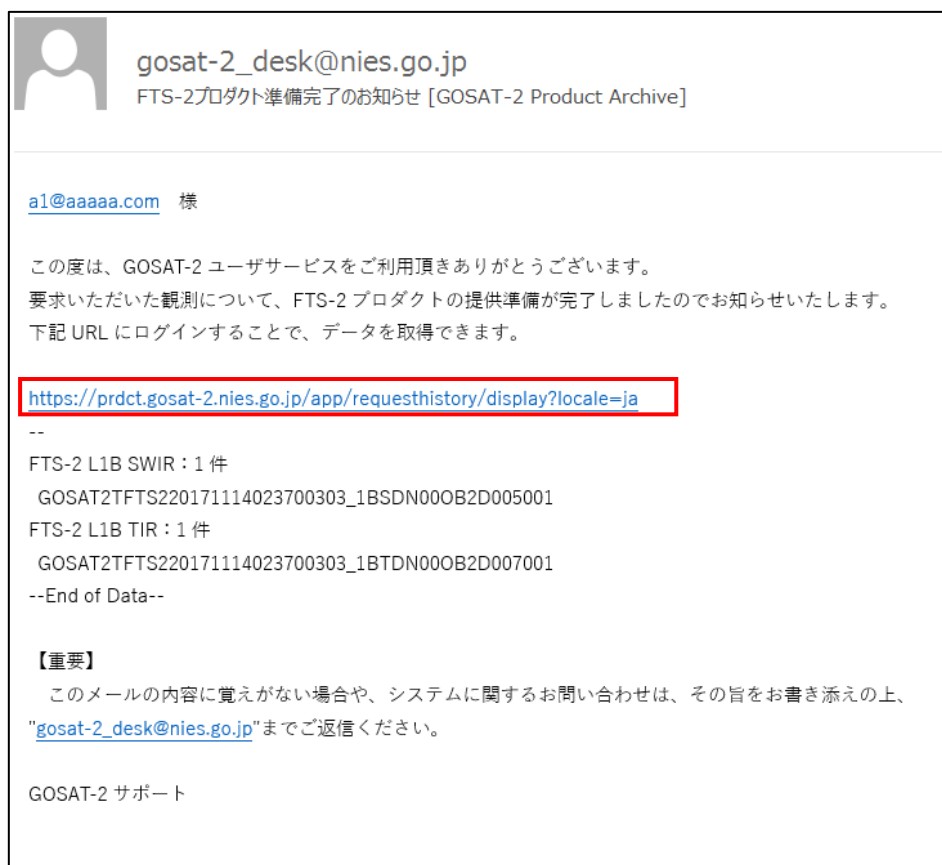 gosat-2_desk@nies.go.jp
FTS-2プロダクト準備完了のお知らせ [GOSAT-2 Product Archive]
a1@aaaaa.com 様
この度は、GOSAT-2 ユーザサービスをご利用頂きありがとうございます。
要求いただいた観測について、FTS-2 プロダクトの提供準備が完了しましたのでお知らせいたします。
下記 URL にログインすることで、データを取得できます。
https://prdct.gosat-2.nies.go.jp/app/requesthistory/display?locale=ja
--
FTS-2 L1B SWIR：1 件
GOSAT2TFTS220171114023700303_1BSDN00OB2D005001
FTS-2 L1B TIR：1 件
GOSAT2TFTS220171114023700303_1BTDN00OB2D007001
--End of Data--
【重要】
このメールの内容に覚えがない場合や、システムに関するお問い合わせは、その旨をお書き添えの上、
"gosat-2_desk@nies.go.jp"までご返信ください。
GOSAT-2 サポート